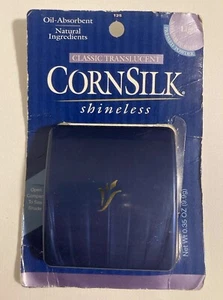 Oil-Absorbent
Natural
Ingredients
CLASSIC TRANSLUCENT
CORNSILK
shineless
Net Wt 0.35 OZ (9.9g)